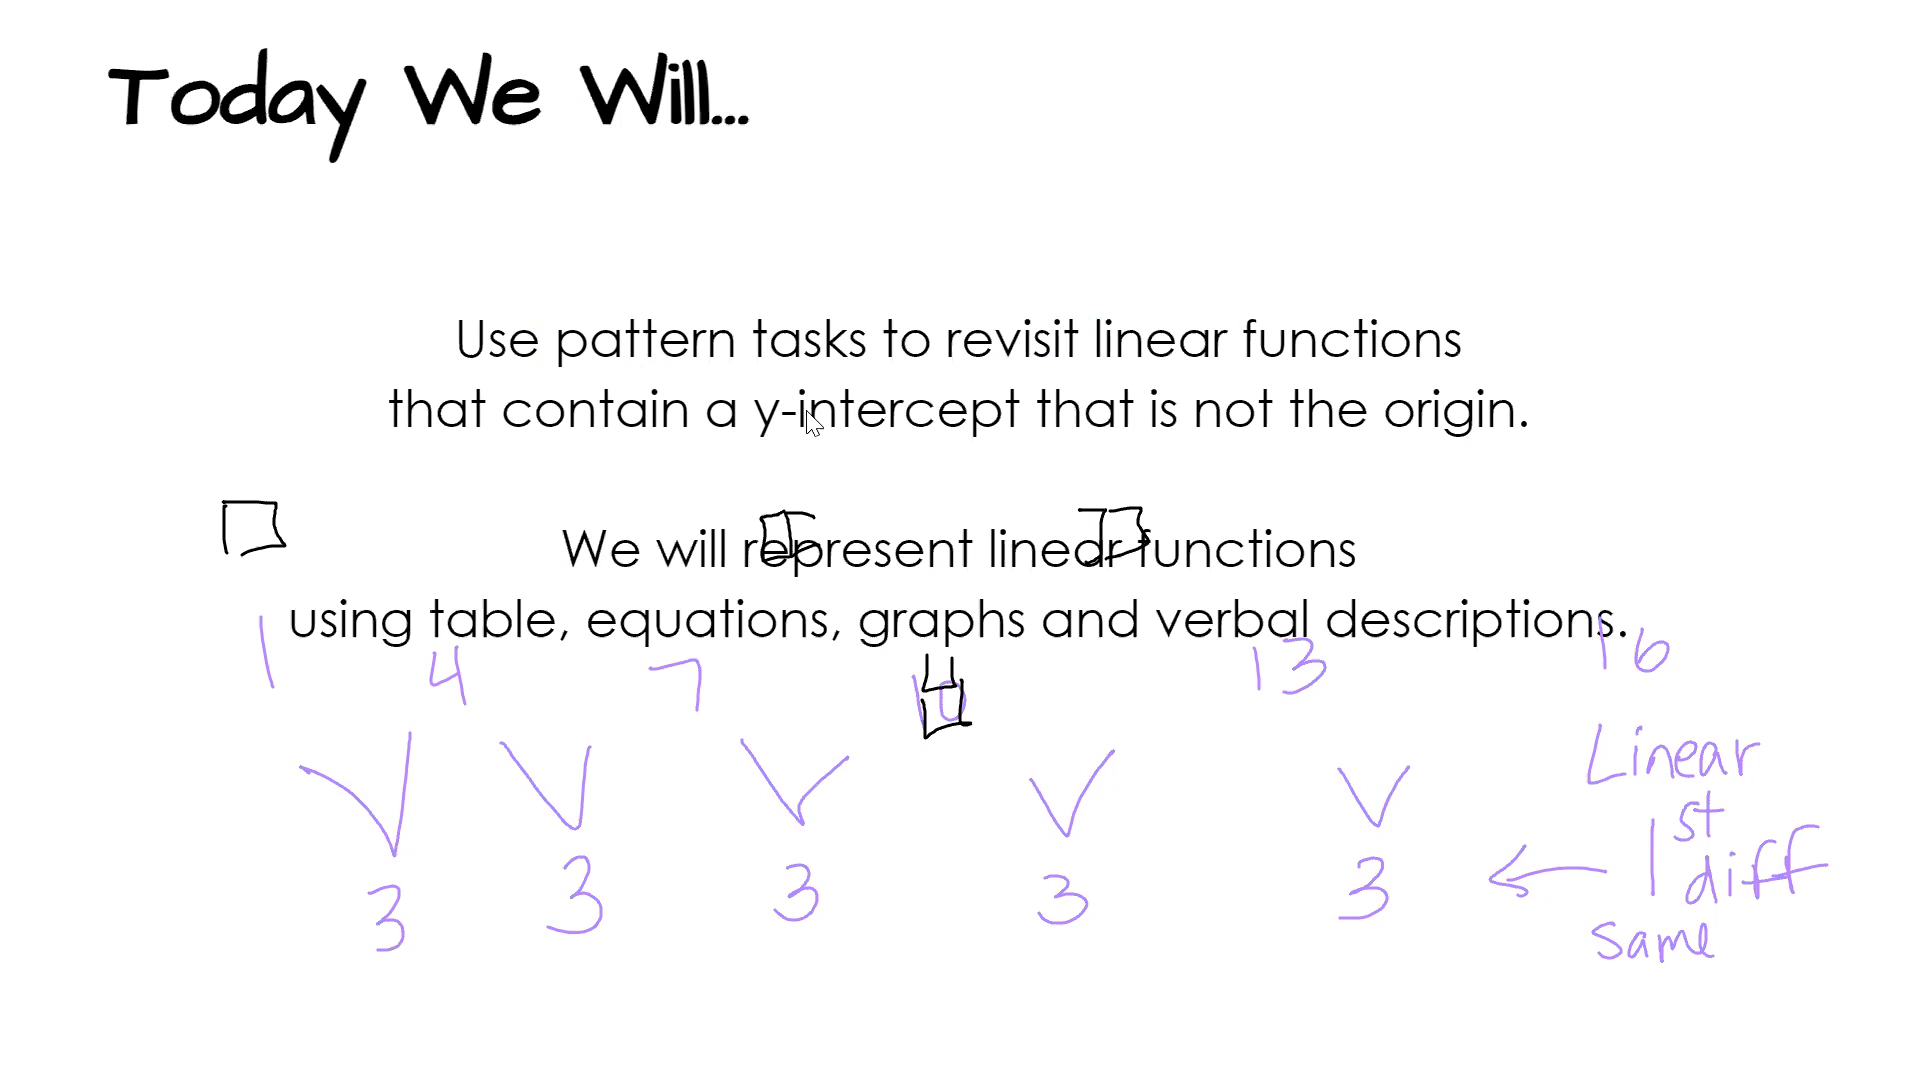 Today We Will...
Use pattern tasks to revisit linear functions
that contain a y-intercept that is not the origin.
We will represent linear functions
using table, equations, graphs and verbal descriptions.
1 4 7 10 13 16
3 3 3 3 3
Linear
1st
diff
same